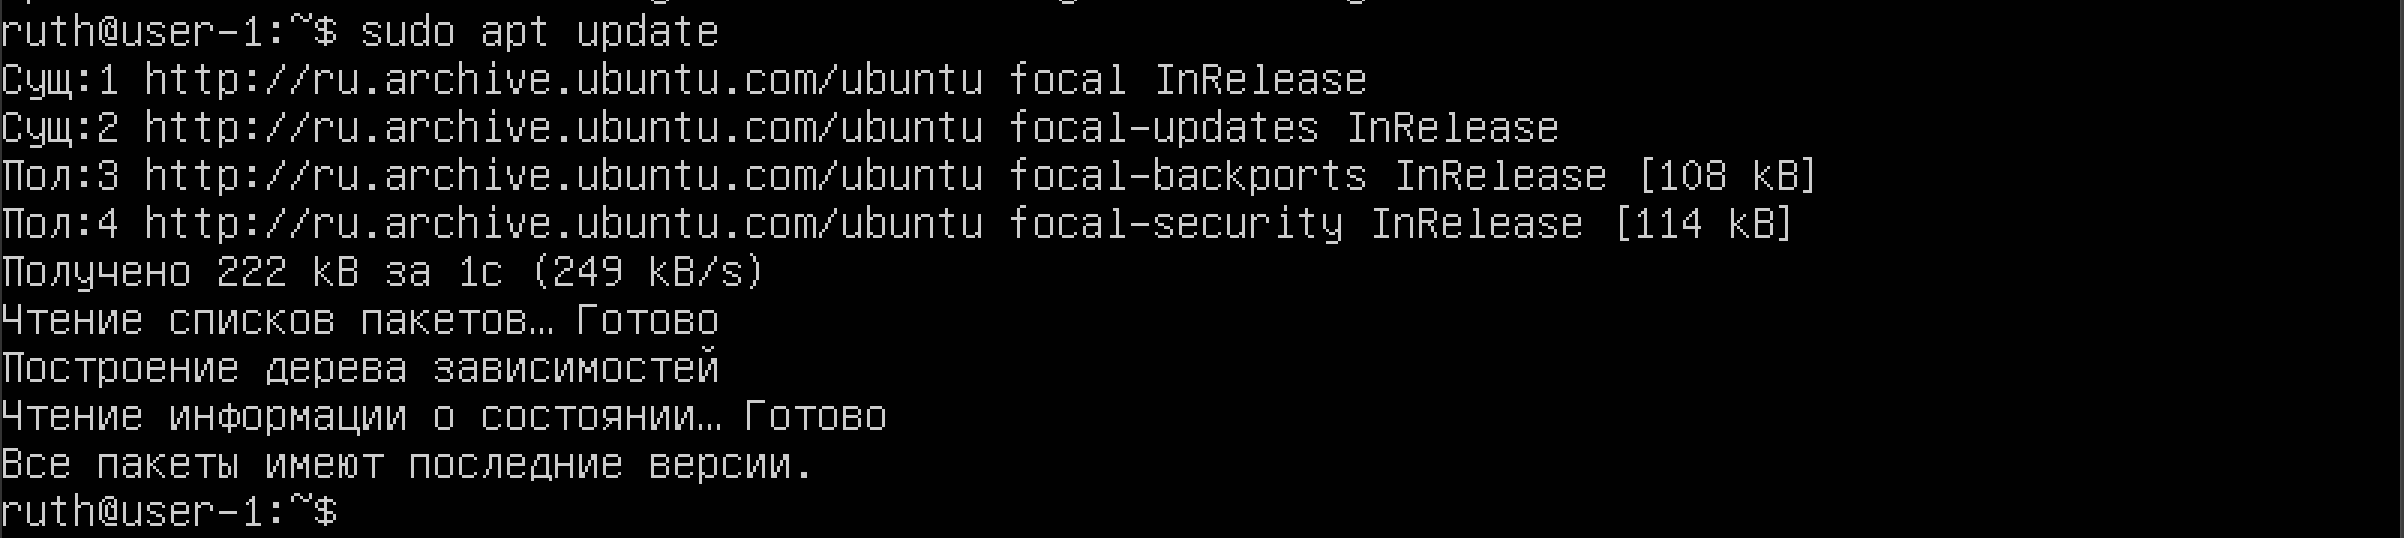 ruth@user-1:~$ sudo apt update
Сущ:1 http://ru.archive.ubuntu.com/ubuntu focal InRelease
Сущ:2 http://ru.archive.ubuntu.com/ubuntu focal-updates InRelease
Пол:3 http://ru.archive.ubuntu.com/ubuntu focal-backports InRelease [108 kB]
Пол:4 http://ru.archive.ubuntu.com/ubuntu focal-security InRelease [114 kB]
Получено 222 kB за 1с (249 kB/s)
Чтение списков пакетов… Готово
Построение дерева зависимостей
Чтение информации о состоянии… Готово
Все пакеты имеют последние версии.
ruth@user-1:~$